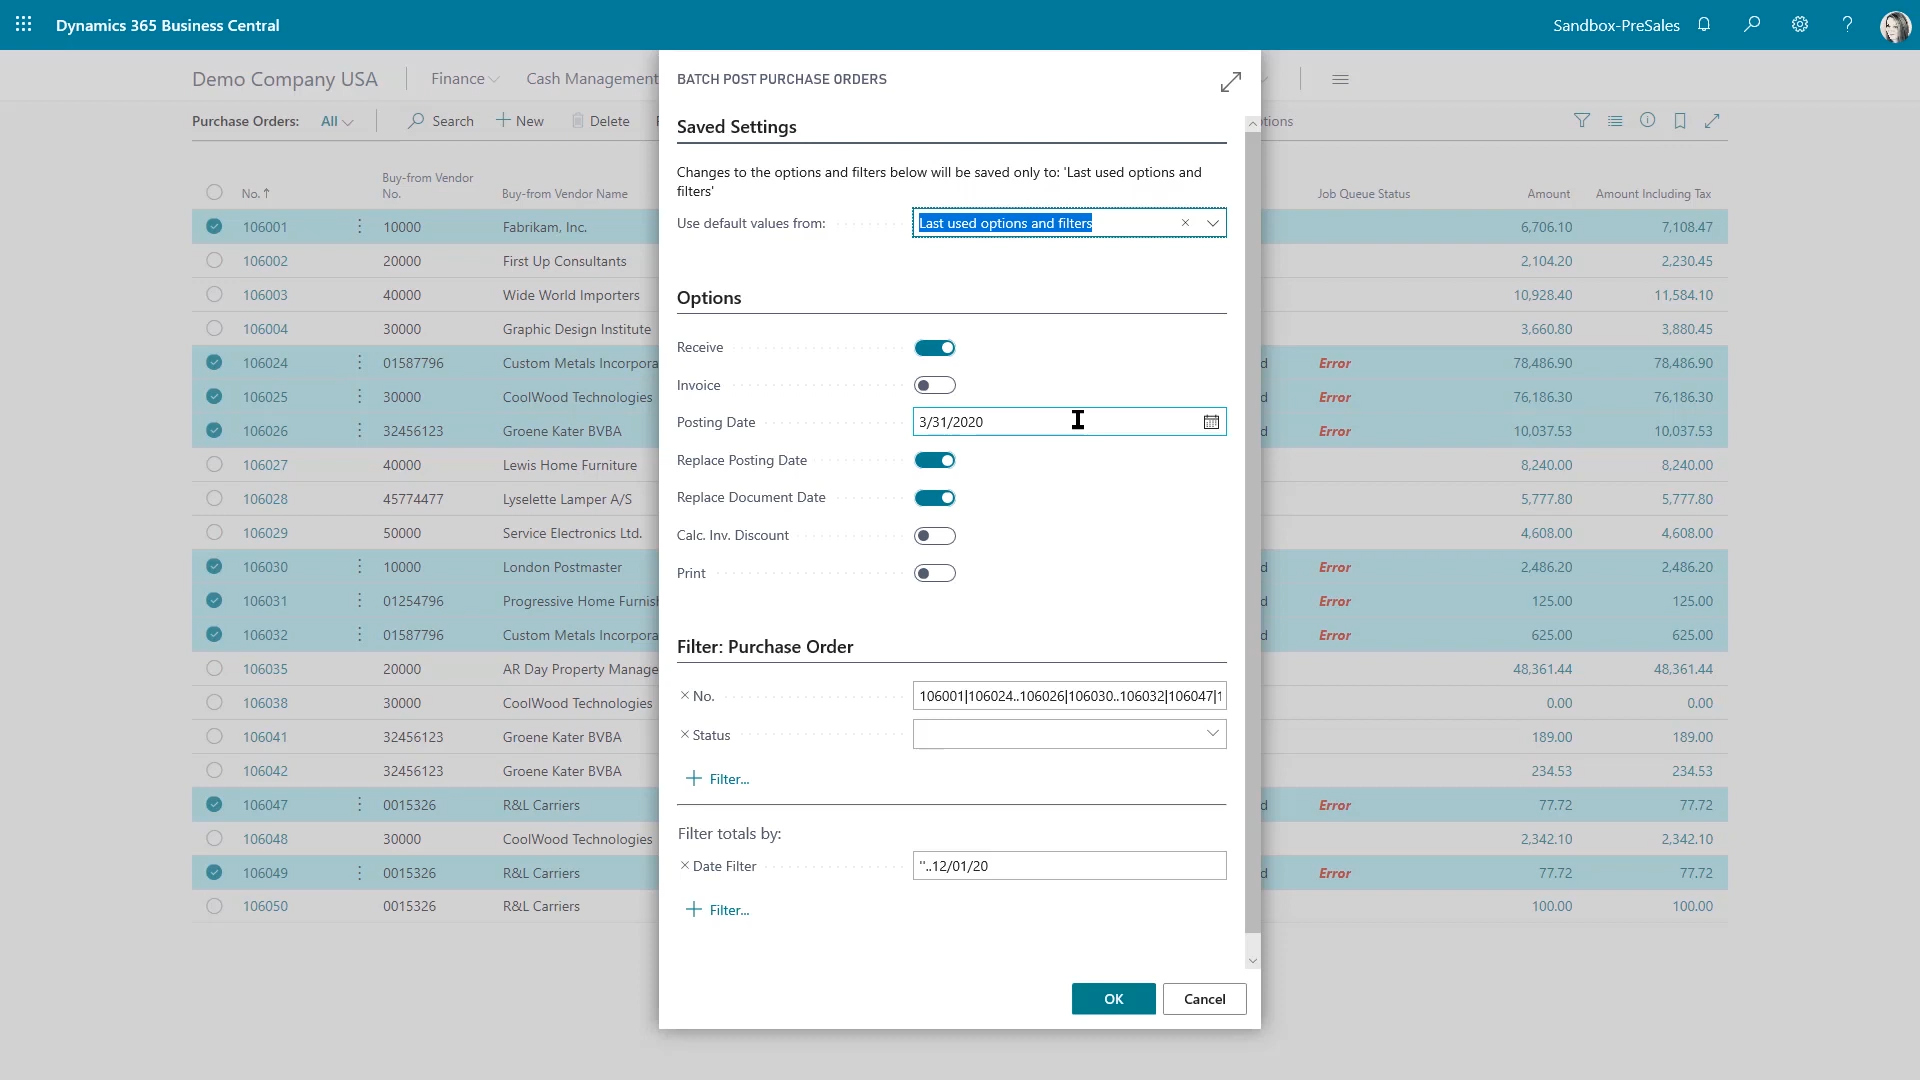 Dynamics 365 Business Central
Sandbox-PreSales
?
Demo Company USA
Finance
Cash Management
Purchase Orders:
All
Search
New
Delete
tions
No.↑
Buy-from Vendor
No.
Buy-from Vendor Name
Job Queue Status
Amount
Amount Including Tax
106001 10000 Fabrikam, Inc. 6,706.10 7,108.47
106002 20000 First Up Consultants 2,104.20 2,230.45
106003 40000 Wide World Importers 10,928.40 11,584.10
106004 30000 Graphic Design Institute 3,660.80 3,880.45
106024 01587796 Custom Metals Incorpora d Error 78,486.90 78,486.90
106025 30000 CoolWood Technologies d Error 76,186.30 76,186.30
106026 32456123 Groene Kater BVBA d Error 10,037.53 10,037.53
106027 40000 Lewis Home Furniture 8,240.00 8,240.00
106028 45774477 Lyselette Lamper A/S 5,777.80 5,777.80
106029 50000 Service Electronics Ltd. 4,608.00 4,608.00
106030 10000 London Postmaster d Error 2,486.20 2,486.20
106031 01254796 Progressive Home Furnish d Error 125.00 125.00
106032 01587796 Custom Metals Incorpora d Error 625.00 625.00
106035 20000 AR Day Property Manage 48,361.44 48,361.44
106038 30000 CoolWood Technologies 0.00 0.00
106041 32456123 Groene Kater BVBA 189.00 189.00
106042 32456123 Groene Kater BVBA 234.53 234.53
106047 0015326 R&L Carriers d Error 77.72 77.72
106048 30000 CoolWood Technologies 2,342.10 2,342.10
106049 0015326 R&L Carriers d Error 77.72 77.72
106050 0015326 R&L Carriers 100.00 100.00
BATCH POST PURCHASE ORDERS
Saved Settings
Changes to the options and filters below will be saved only to: 'Last used options and
filters'
Use default values from: Last used options and filters
Options
Receive
Invoice
Posting Date 3/31/2020
Replace Posting Date
Replace Document Date
Calc. Inv. Discount
Print
Filter: Purchase Order
No. 106001|106024..106026|106030..106032|106047|1
Status
Filter...
Filter totals by:
Date Filter ''..12/01/20
Filter...
OK
Cancel